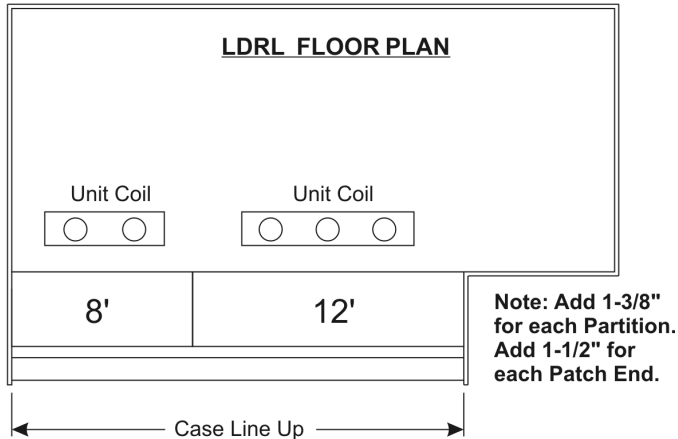 LDRL FLOOR PLAN
Unit Coil
Unit Coil
8'
12'
Note: Add 1-3/8"
for each Partition.
Add 1-1/2" for
each Patch End.
Case Line Up